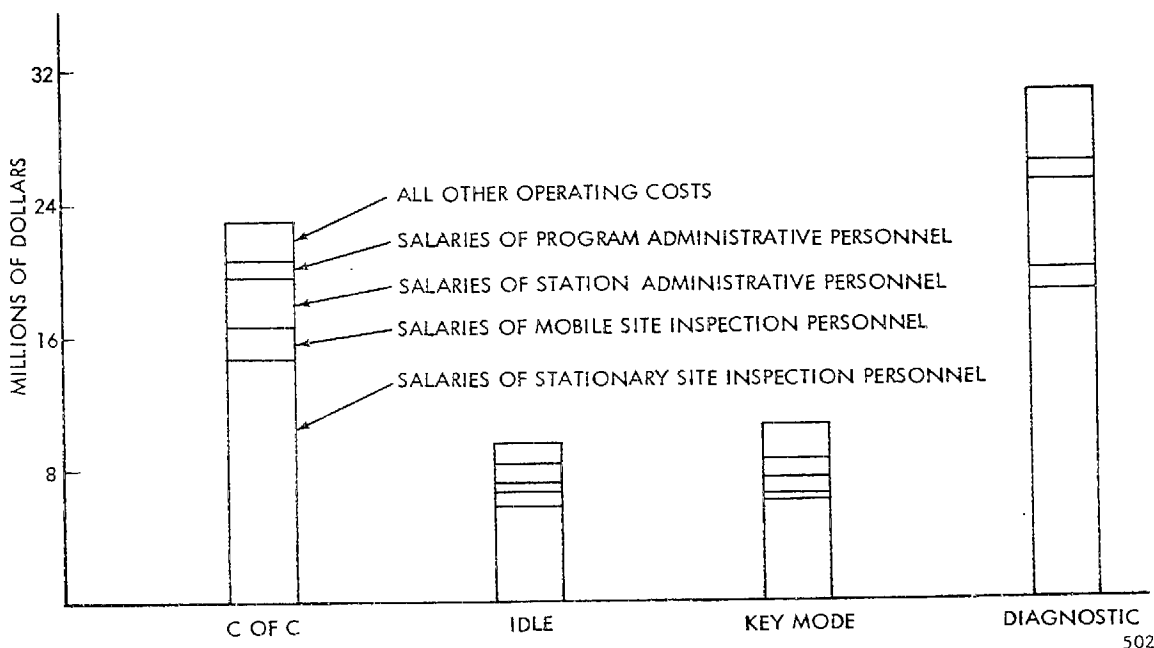 MILLIONS OF DOLLARS
32
24
16
8
ALL OTHER OPERATING COSTS
SALARIES OF PROGRAM ADMINISTRATIVE PERSONNEL
SALARIES OF STATION ADMINISTRATIVE PERSONNEL
SALARIES OF MOBILE SITE INSPECTION PERSONNEL
SALARIES OF STATIONARY SITE INSPECTION PERSONNEL
C OF C
IDLE
KEY MODE
DIAGNOSTIC
502